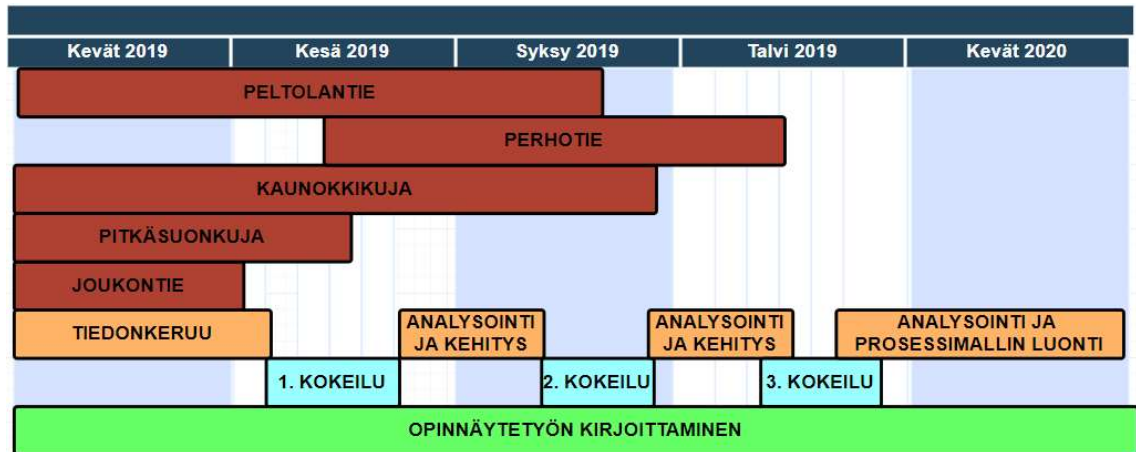 Kevät 2019 Kesä 2019 Syksy 2019 Talvi 2019 Kevät 2020
PELTOLANTIE
PERHOTIE
KAUNOKKIKUJA
PITKÄSUONKUJA
JOUKONTIE
TIEDONKERUU
ANALYSOINTI
JA KEHITYS
ANALYSOINTI
JA KEHITYS
ANALYSOINTI JA
PROSESSIMALLIN LUONTI
1. KOKEILU
2. KOKEILU
3. KOKEILU
OPINNÄYTETYÖN KIRJOITTAMINEN